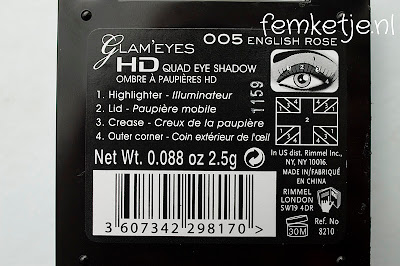 femketje.nl
GLAM'EYES
005 ENGLISH ROSE
HD QUAD EYE SHADOW
OMBRE À PAUPIÈRES HD
1. Highlighter - Illuminateur
2. Lid - Paupière mobile
3. Crease - Creux de la paupière
4. Outer corner - Coin extérieur de l'œil
1159
2
Net Wt. 0.088 oz 2.5g
In US dist. Rimmel Inc.,
NY, NY 10016.
MADE IN/FABRIQUÉ
EN CHINA
RIMMEL
LONDON
SW19 4DR
30M
Ref. No
8210
3 607342 298170 >